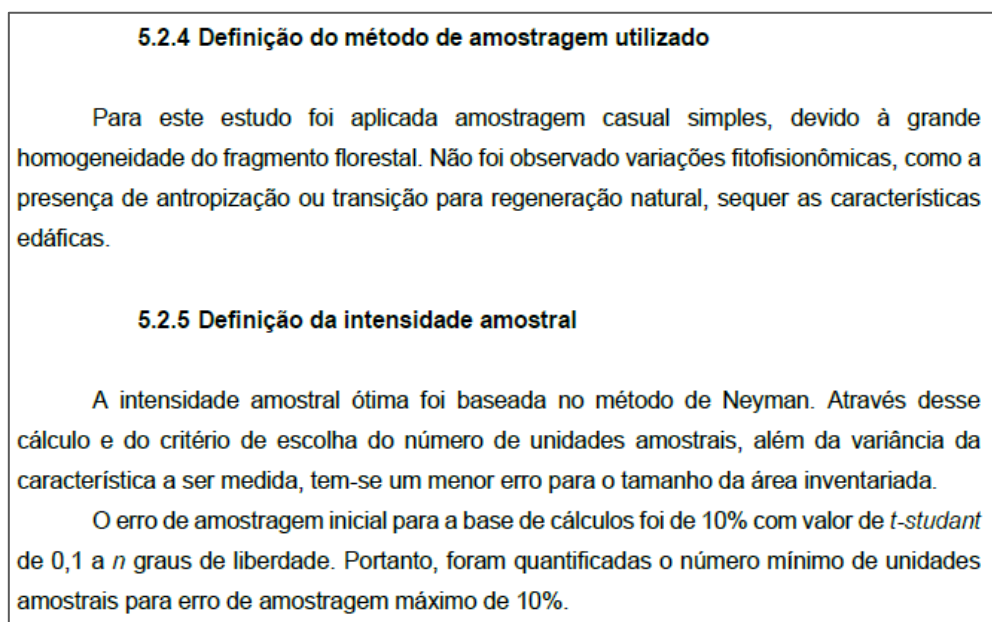 5.2.4 Definição do método de amostragem utilizado
Para este estudo foi aplicada amostragem casual simples, devido à grande
homogeneidade do fragmento florestal. Não foi observado variações fitofisionômicas, como a
presença de antropização ou transição para regeneração natural, sequer as características
edáficas.
5.2.5 Definição da intensidade amostral
A intensidade amostral ótima foi baseada no método de Neyman. Através desse
cálculo e do critério de escolha do número de unidades amostrais, além da variância da
característica a ser medida, tem-se um menor erro para o tamanho da área inventariada.
O erro de amostragem inicial para a base de cálculos foi de 10% com valor de t-studant
de 0,1 a n graus de liberdade. Portanto, foram quantificadas o número mínimo de unidades
amostrais para erro de amostragem máximo de 10%.